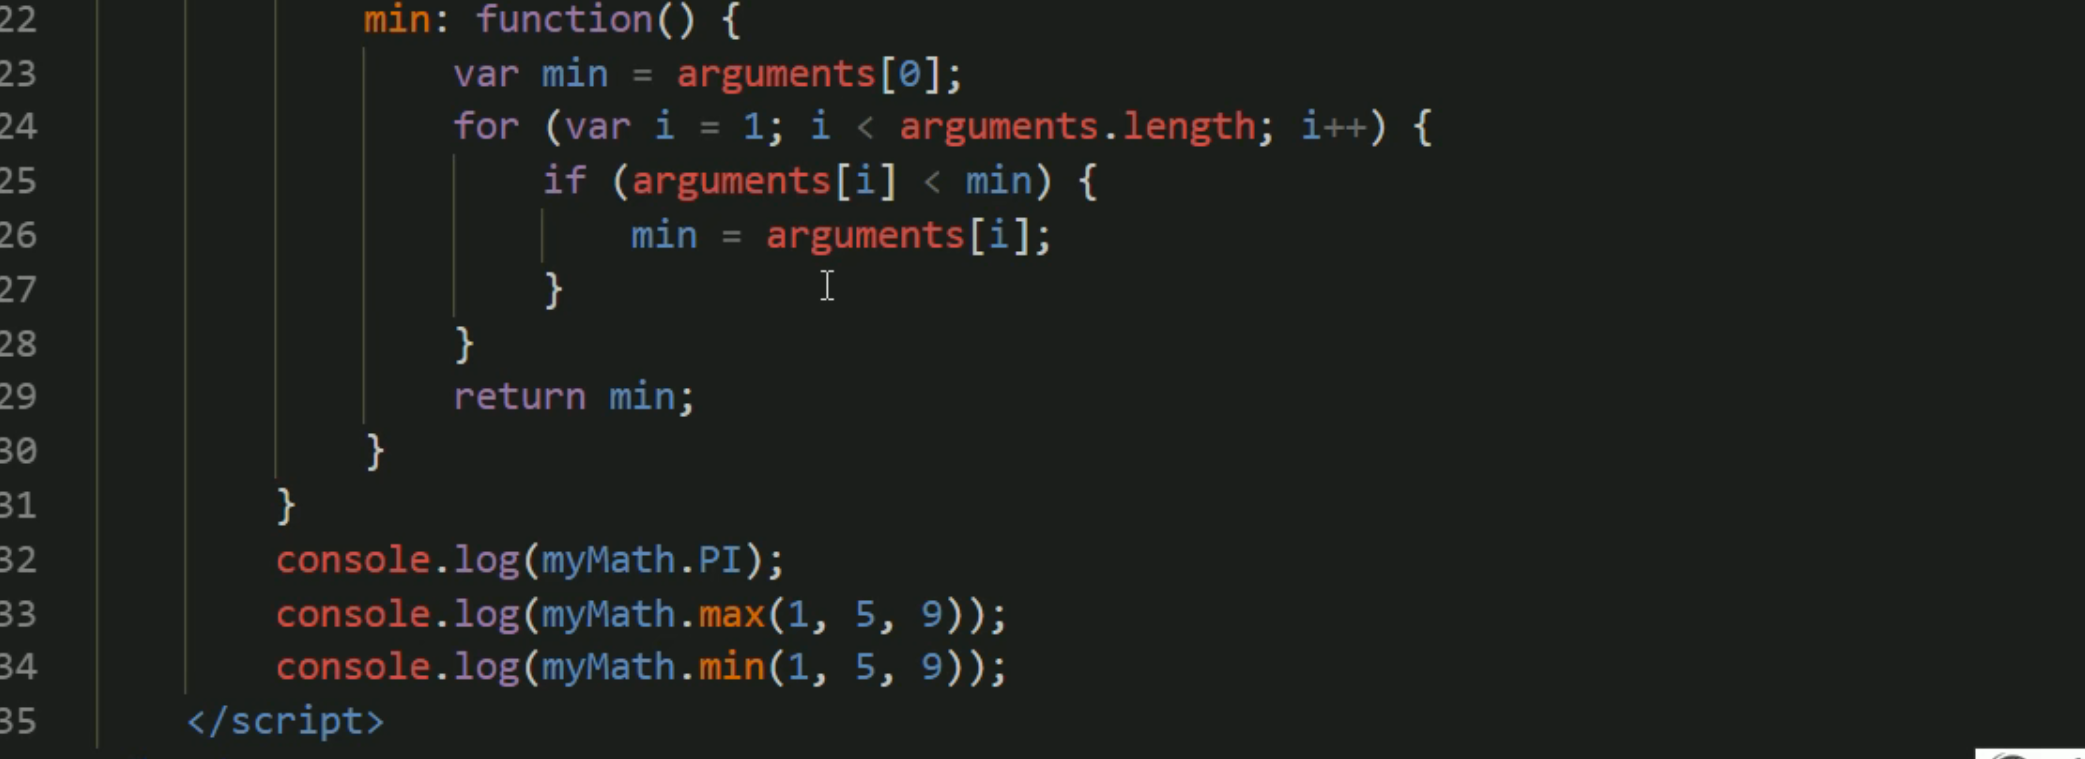 22 min: function() {
23 var min = arguments[0];
24 for (var i = 1; i < arguments.length; i++) {
25 if (arguments[i] < min) {
26 min = arguments[i];
27 }
28 }
29 return min;
30 }
31 }
32 console.log(myMath.PI);
33 console.log(myMath.max(1, 5, 9));
34 console.log(myMath.min(1, 5, 9));
35 </script>